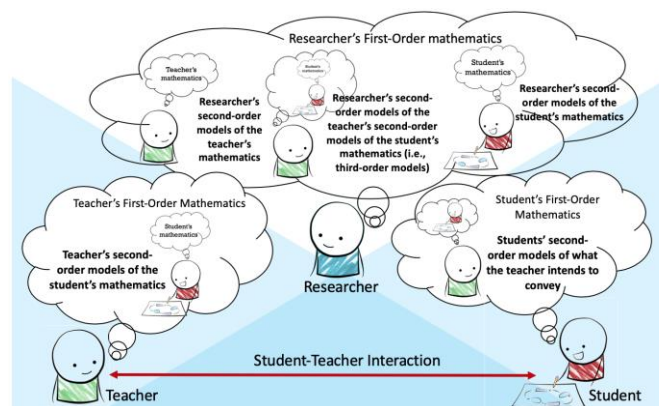 Researcher's First-Order mathematics
Teacher's
mathematics
Student's
mathematics
Student's
mathematics
Researcher's
second-order
models of the
teacher's
mathematics
Researcher's second-order
models of the
teacher's second-order
models of the student's
mathematics (i.e.,
third-order models)
Researcher's second-
order models of the
student's mathematics
Teacher's First-Order Mathematics
Student's
mathematics
Teacher's second-
order models of the
student's mathematics
Student's First-Order
Mathematics
Students' second-
order models of what
the teacher intends to
convey
Researcher
Student-Teacher Interaction
Teacher
Student